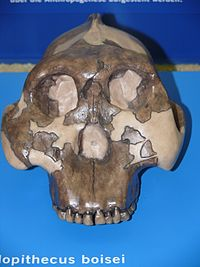 über die Anthropogenese dargestellt werden.
lopithecus boisei